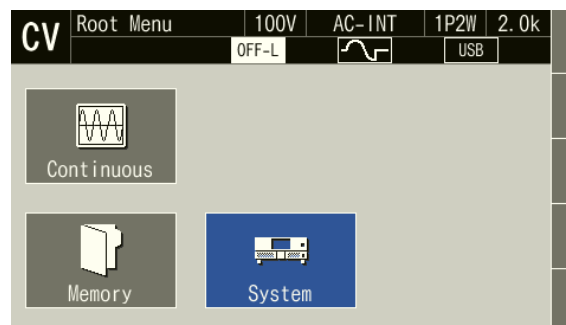 CV Root Menu 100V AC-INT 1P2W 2.0k
OFF-L USB
Continuous
Memory System